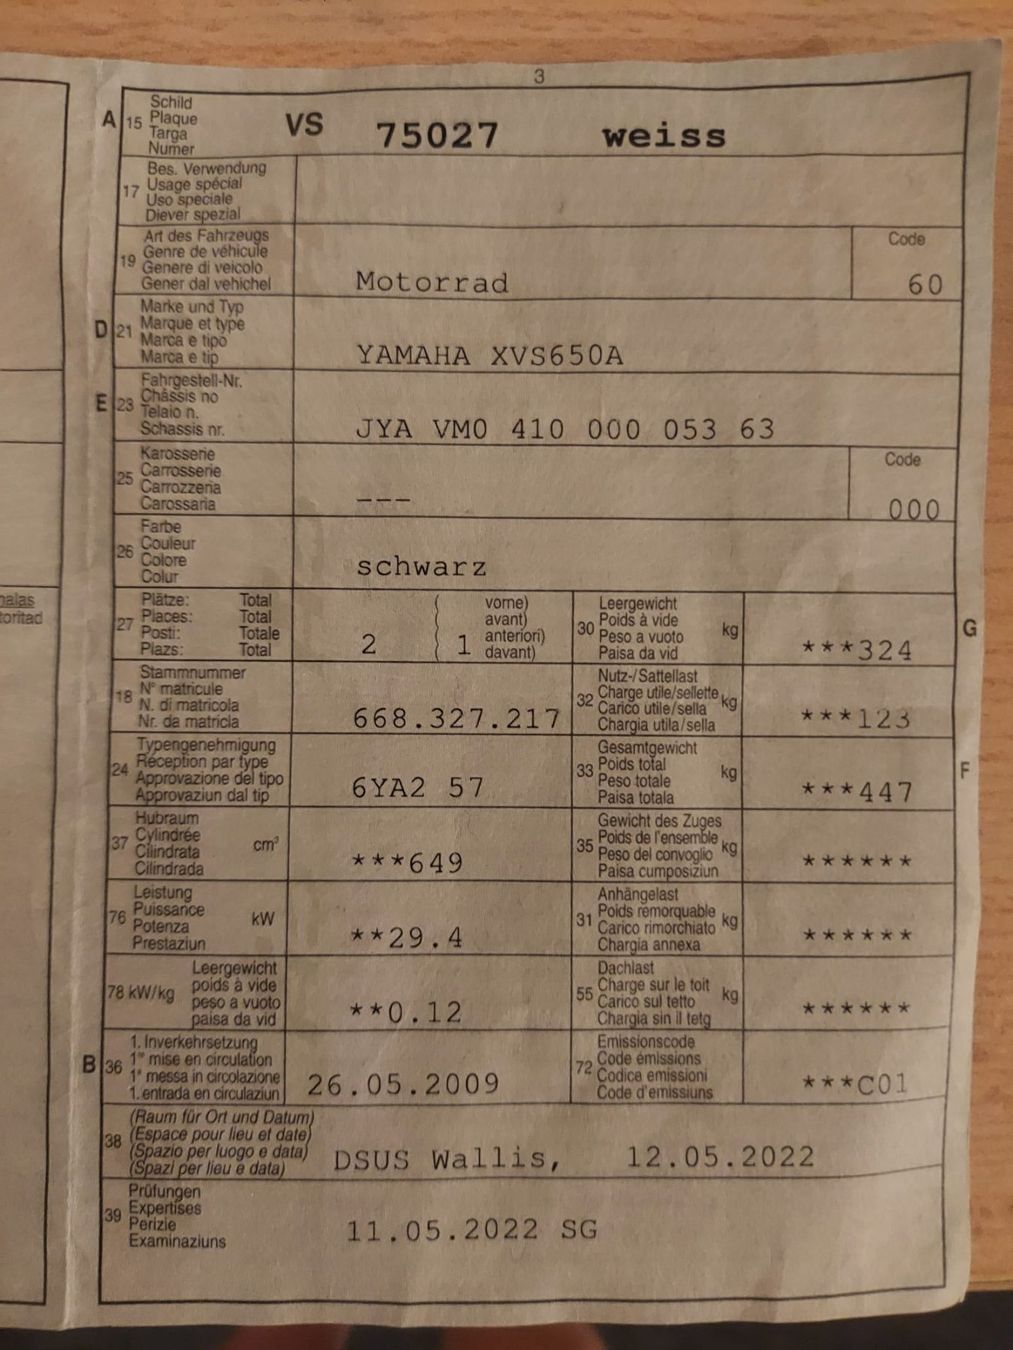 3
A 15 Schild
Plaque
Targa
Numer
VS 75027 weiss
17 Bes. Verwendung
Usage spécial
Uso speciale
Diever spezial
19 Art des Fahrzeugs
Genre de véhicule
Genere di veicolo
Gener dal vehichel
Motorrad
Code
60
D 21 Marke und Typ
Marque et type
Marca e tipo
Marca e tip
YAMAHA XVS650A
E 23 Fahrgestell-Nr.
Châssis no
Telaio n.
Schassis nr.
JYA VM0 410 000 053 63
25 Karosserie
Carrosserie
Carrozzeria
Carossaria
---
Code
000
26 Farbe
Couleur
Colore
Colur
schwarz
nalas
toritad
27 Plätze: Total
Places: Total
Posti: Totale
Plazs: Total
2 ( 1 vorne)
avant)
anteriori)
davant)
30 Leergewicht
Poids à vide
Peso a vuoto
Paisa da vid
kg
***324
G
18 Stammnummer
N° matricule
N. di matricola
Nr. da matricla
668.327.217
32 Nutz-/Sattellast
Charge utile/sellette
Carico utile/sella
Chargia utila/sella
kg
***123
24 Typengenehmigung
Réception par type
Approvazione del tipo
Approvaziun dal tip
6YA2 57
33 Gesamtgewicht
Poids total
Peso totale
Paisa totala
kg
***447
F
37 Hubraum
Cylindrée
Cilindrata
Cilindrada
cm³
***649
35 Gewicht des Zuges
Poids de l'ensemble
Peso del convoglio
Paisa cumposiziun
kg
******
76 Leistung
Puissance
Potenza
Prestaziun
kW
**29.4
31 Anhängelast
Poids remorquable
Carico rimorchiato
Chargia annexa
kg
******
78 kW/kg Leergewicht
poids à vide
peso a vuoto
paisa da vid
**0.12
55 Dachlast
Charge sur le toit
Carico sul tetto
Chargia sin il tetg
kg
******
B 36 1. Inverkehrsetzung
1re mise en circulation
1a messa in circolazione
1. entrada en circulaziun
26.05.2009
72 Emissionscode
Code émissions
Codice emissioni
Code d'emissiuns
***C01
38 (Raum für Ort und Datum)
(Espace pour lieu et date)
(Spazio per luogo e data)
(Spazi per lieu e data)
DSUS Wallis, 12.05.2022
39 Prüfungen
Expertises
Perizie
Examinaziuns
11.05.2022 SG